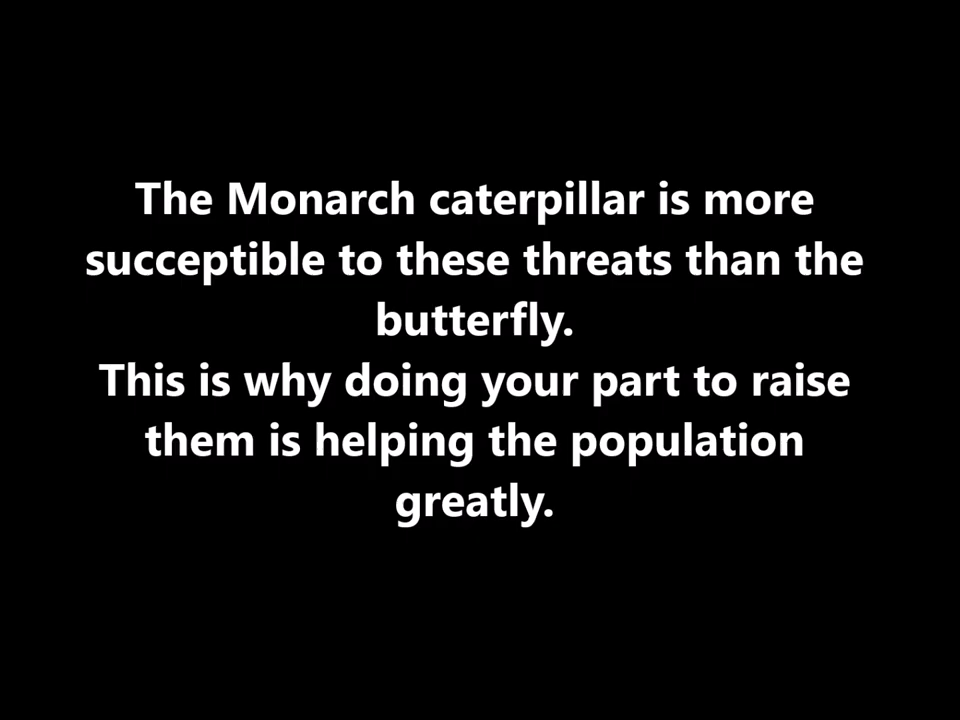 The Monarch caterpillar is more
succeptible to these threats than the
butterfly.
This is why doing your part to raise
them is helping the population
greatly.